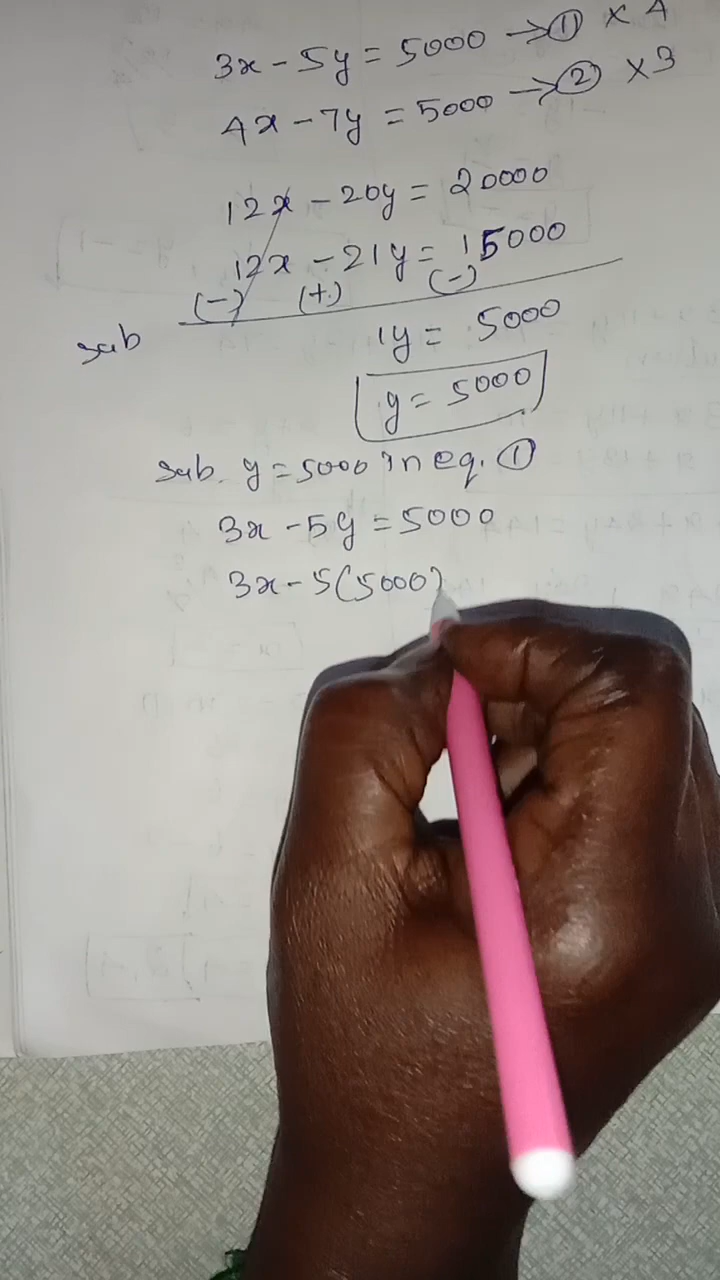 3x - 5y = 5000 → ① × 4
4x - 7y = 5000 → ② × 3
12x - 20y = 20000
12x - 21y = 15000
(-) (+) (-)
sub
1y = 5000
y = 5000
sub. y = 5000 in eq. ①
3x - 5y = 5000
3x - 5(5000)